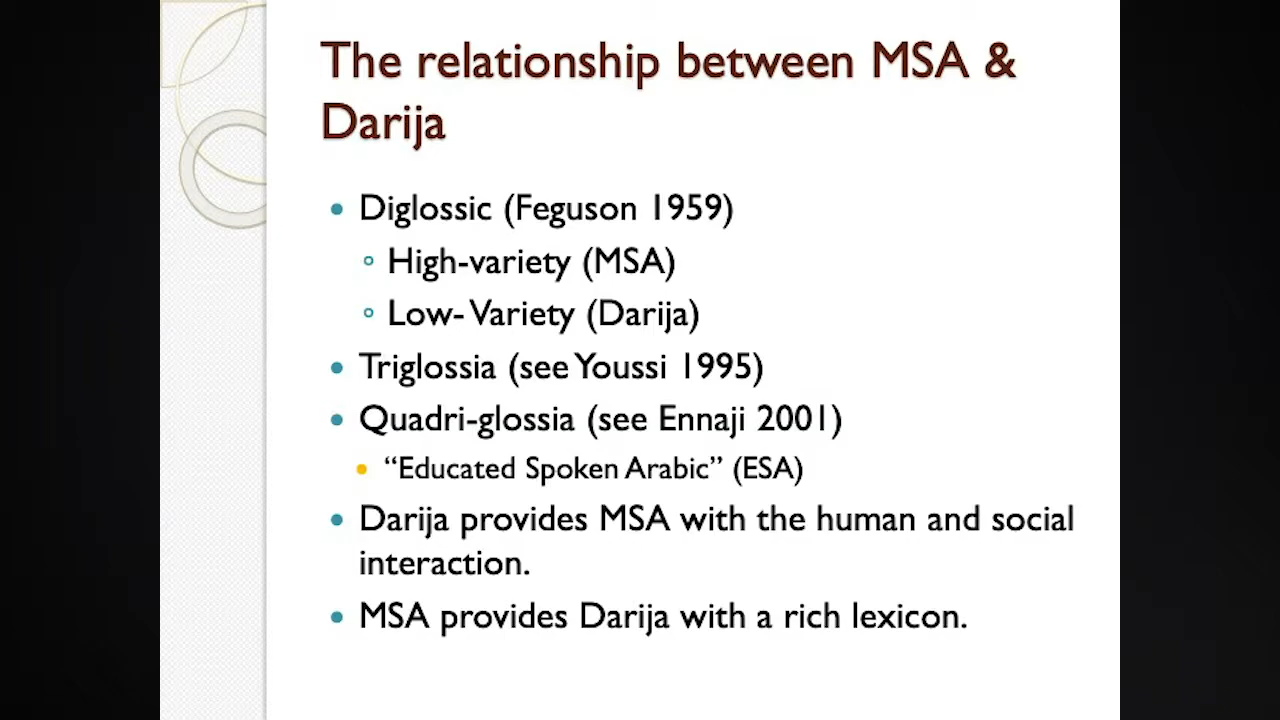 The relationship between MSA &
Darija
• Diglossic (Feguson 1959)
◦ High-variety (MSA)
◦ Low- Variety (Darija)
• Triglossia (see Youssi 1995)
• Quadri-glossia (see Ennaji 2001)
• “Educated Spoken Arabic” (ESA)
• Darija provides MSA with the human and social
interaction.
• MSA provides Darija with a rich lexicon.